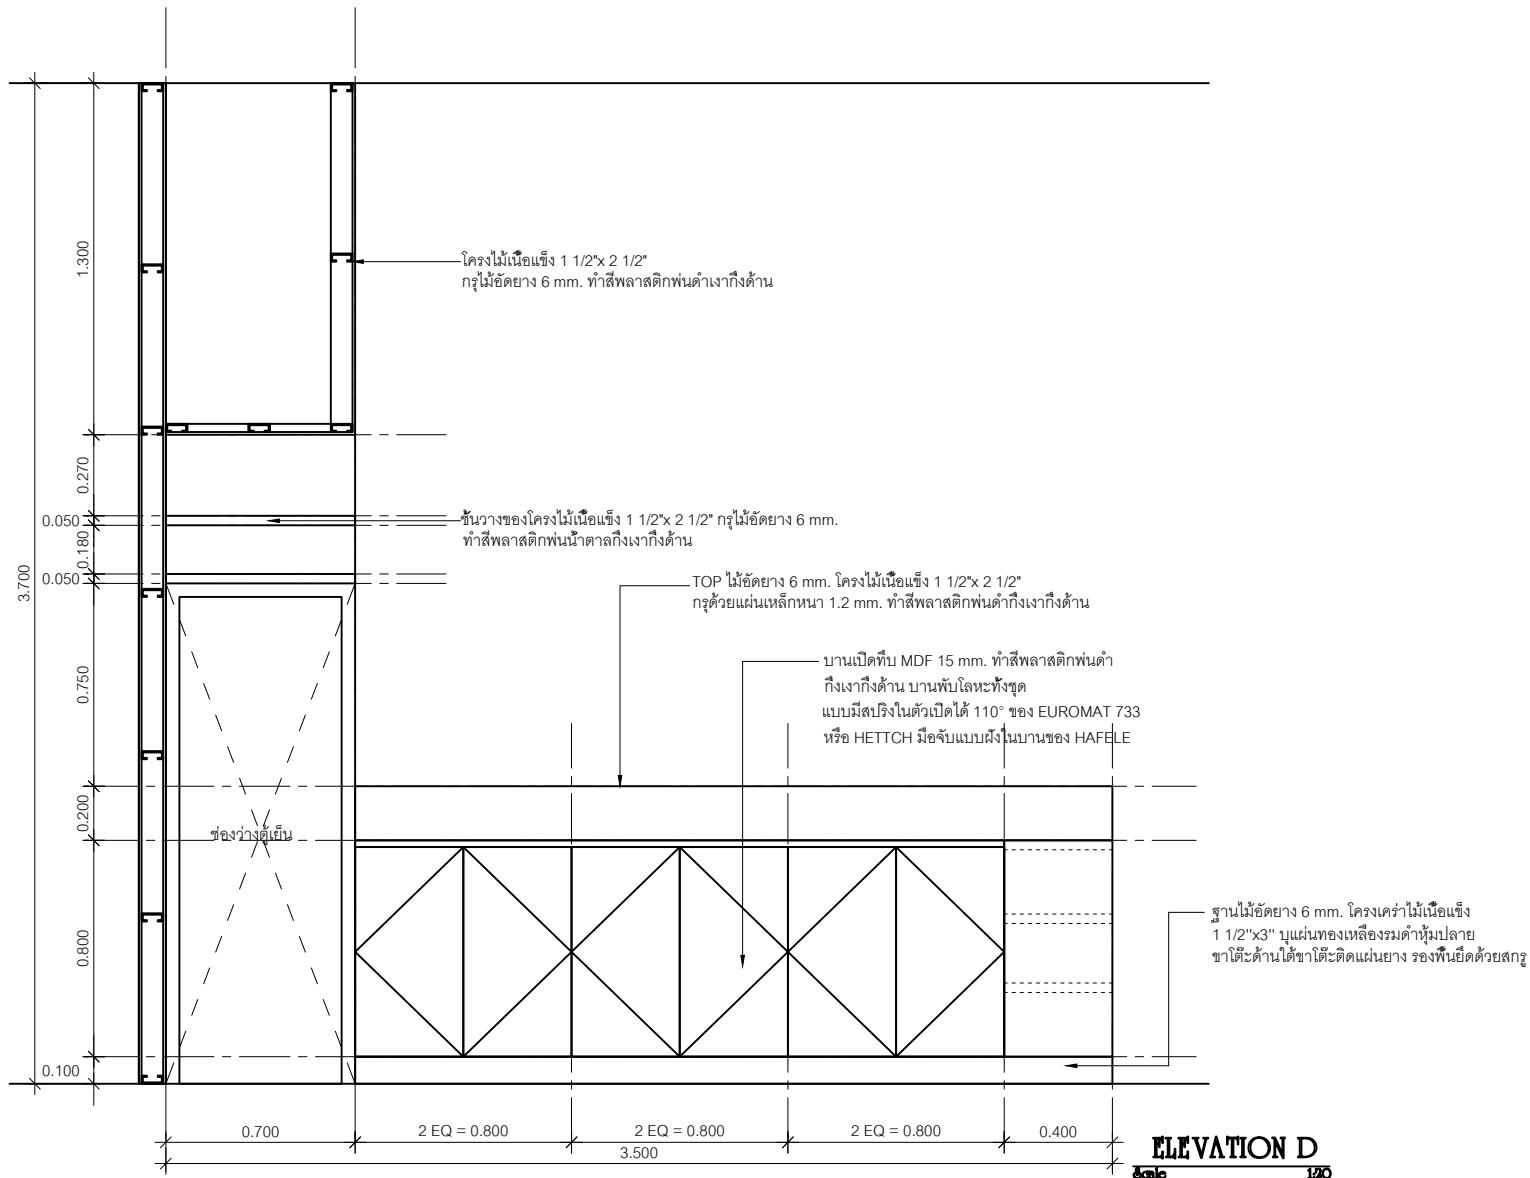 1.300
โครงไม้เนื้อแข็ง 1 1/2"x 2 1/2"
กรุไม้อัดยาง 6 mm. ทำสีพลาสติกพ่นดำเงากึ่งด้าน
0.270
0.050
0.180
0.050
3.700
ชั้นวางของโครงไม้เนื้อแข็ง 1 1/2"x 2 1/2" กรุไม้อัดยาง 6 mm.
ทำสีพลาสติกพ่นน้ำตาลกึ่งเงากึ่งด้าน
TOP ไม้อัดยาง 6 mm. โครงไม้เนื้อแข็ง 1 1/2"x 2 1/2"
กรุด้วยแผ่นเหล็กหนา 1.2 mm. ทำสีพลาสติกพ่นดำกึ่งเงากึ่งด้าน
0.750
บานเปิดทึบ MDF 15 mm. ทำสีพลาสติกพ่นดำ
กึ่งเงากึ่งด้าน บานพับโลหะทั้งชุด
แบบมีสปริงในตัวเปิดได้ 110° ของ EUROMAT 733
หรือ HETTCH มือจับแบบฝังในบานของ HAFELE
0.200
ช่องว่างตู้เย็น
0.800
ฐานไม้อัดยาง 6 mm. โครงเคร่าไม้เนื้อแข็ง
1 1/2"x3" บุแผ่นทองเหลืองรมดำหุ้มปลาย
ขาโต๊ะด้านใต้ขาโต๊ะติดแผ่นยาง รองพื้นยึดด้วยสกรู
0.100
0.700
2 EQ = 0.800
2 EQ = 0.800
2 EQ = 0.800
0.400
3.500
ELEVATION D
Scale 1:20